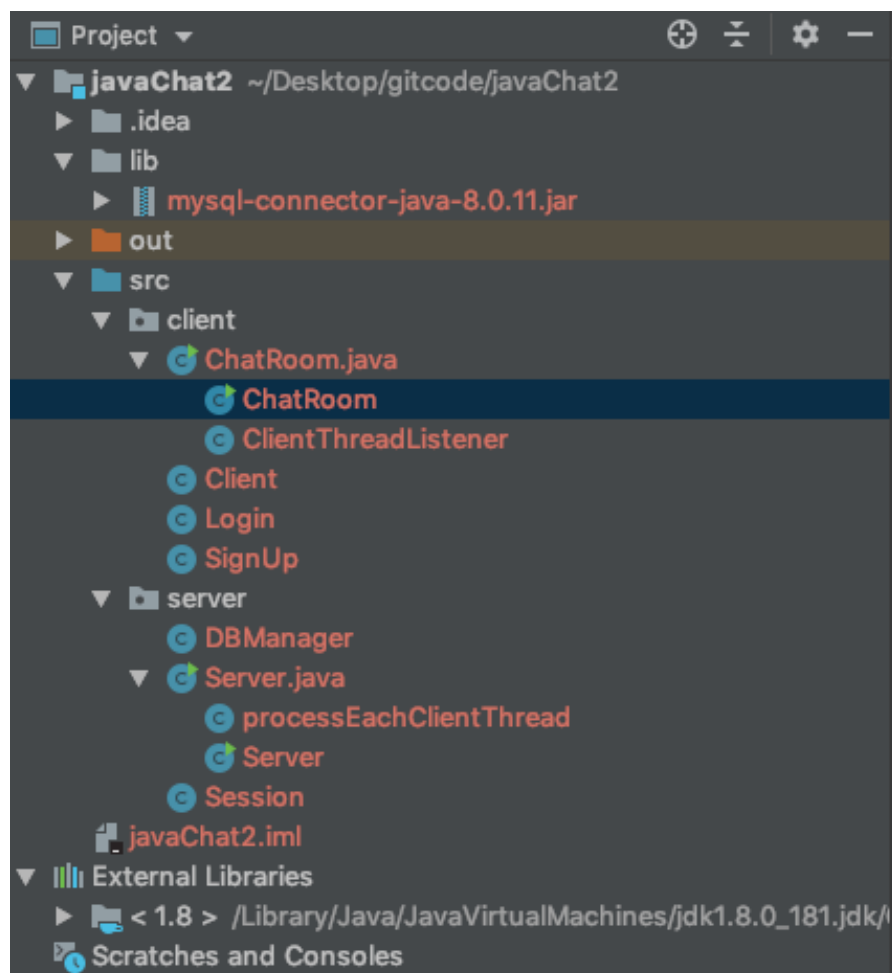 Project
javaChat2 ~/Desktop/gitcode/javaChat2
.idea
lib
mysql-connector-java-8.0.11.jar
out
src
client
ChatRoom.java
ChatRoom
ClientThreadListener
Client
Login
SignUp
server
DBManager
Server.java
processEachClientThread
Server
Session
javaChat2.iml
External Libraries
< 1.8 > /Library/Java/JavaVirtualMachines/jdk1.8.0_181.jdk/
Scratches and Consoles